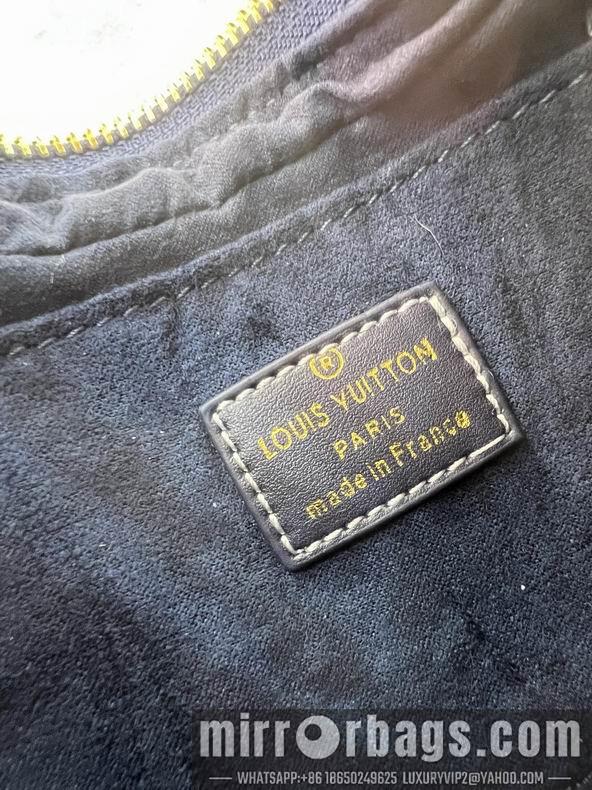 ®
LOUIS VUITTON
PARIS
made in France
mirrorbags.com
WHATSAPP:+86 18650249625 LUXURYVIP2@YAHOO.COM